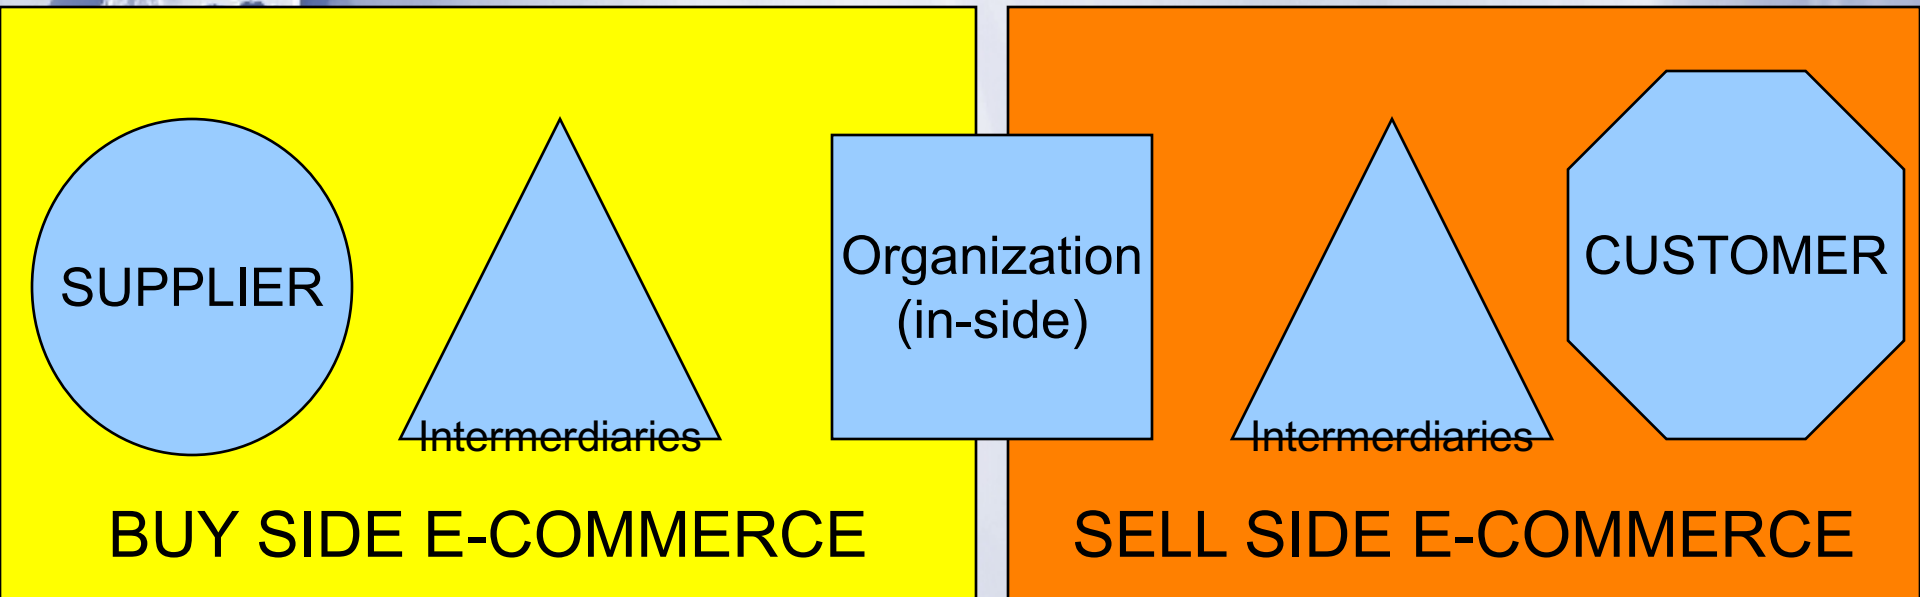 SUPPLIER
Intermerdiaries
Organization
(in-side)
Intermerdiaries
CUSTOMER
BUY SIDE E-COMMERCE
SELL SIDE E-COMMERCE